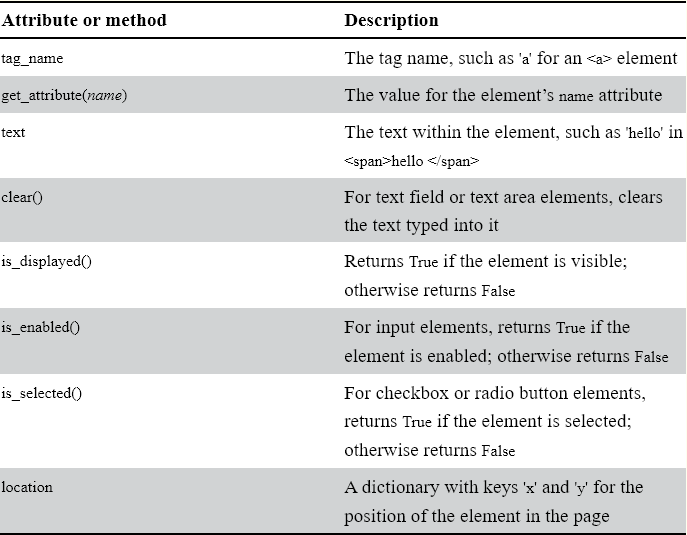 Attribute or method Description
tag_name The tag name, such as 'a' for an <a> element
get_attribute(name) The value for the element’s name attribute
text The text within the element, such as 'hello' in
<span>hello </span>
clear() For text field or text area elements, clears
the text typed into it
is_displayed() Returns True if the element is visible;
otherwise returns False
is_enabled() For input elements, returns True if the
element is enabled; otherwise returns False
is_selected() For checkbox or radio button elements,
returns True if the element is selected;
otherwise returns False
location A dictionary with keys 'x' and 'y' for the
position of the element in the page